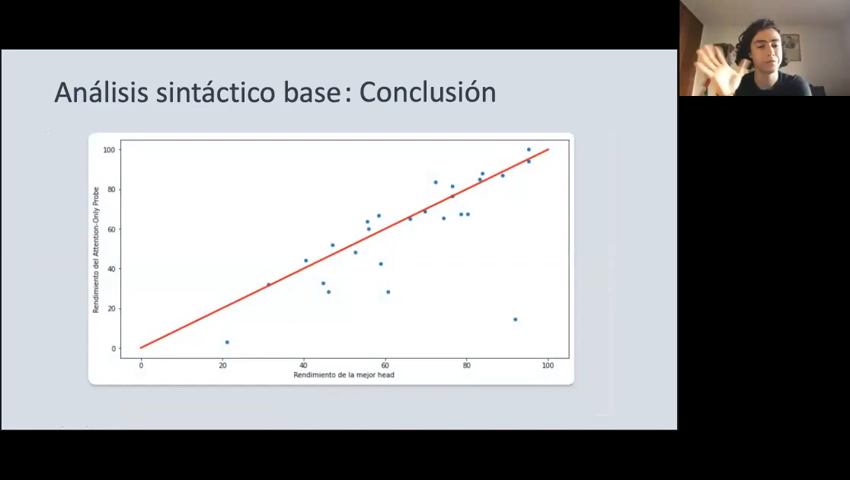 Análisis sintáctico base: Conclusión
Rendimiento del Attention-Only Probe
100
80
60
40
20
0
0 20 40 60 80 100
Rendimiento de la mejor head